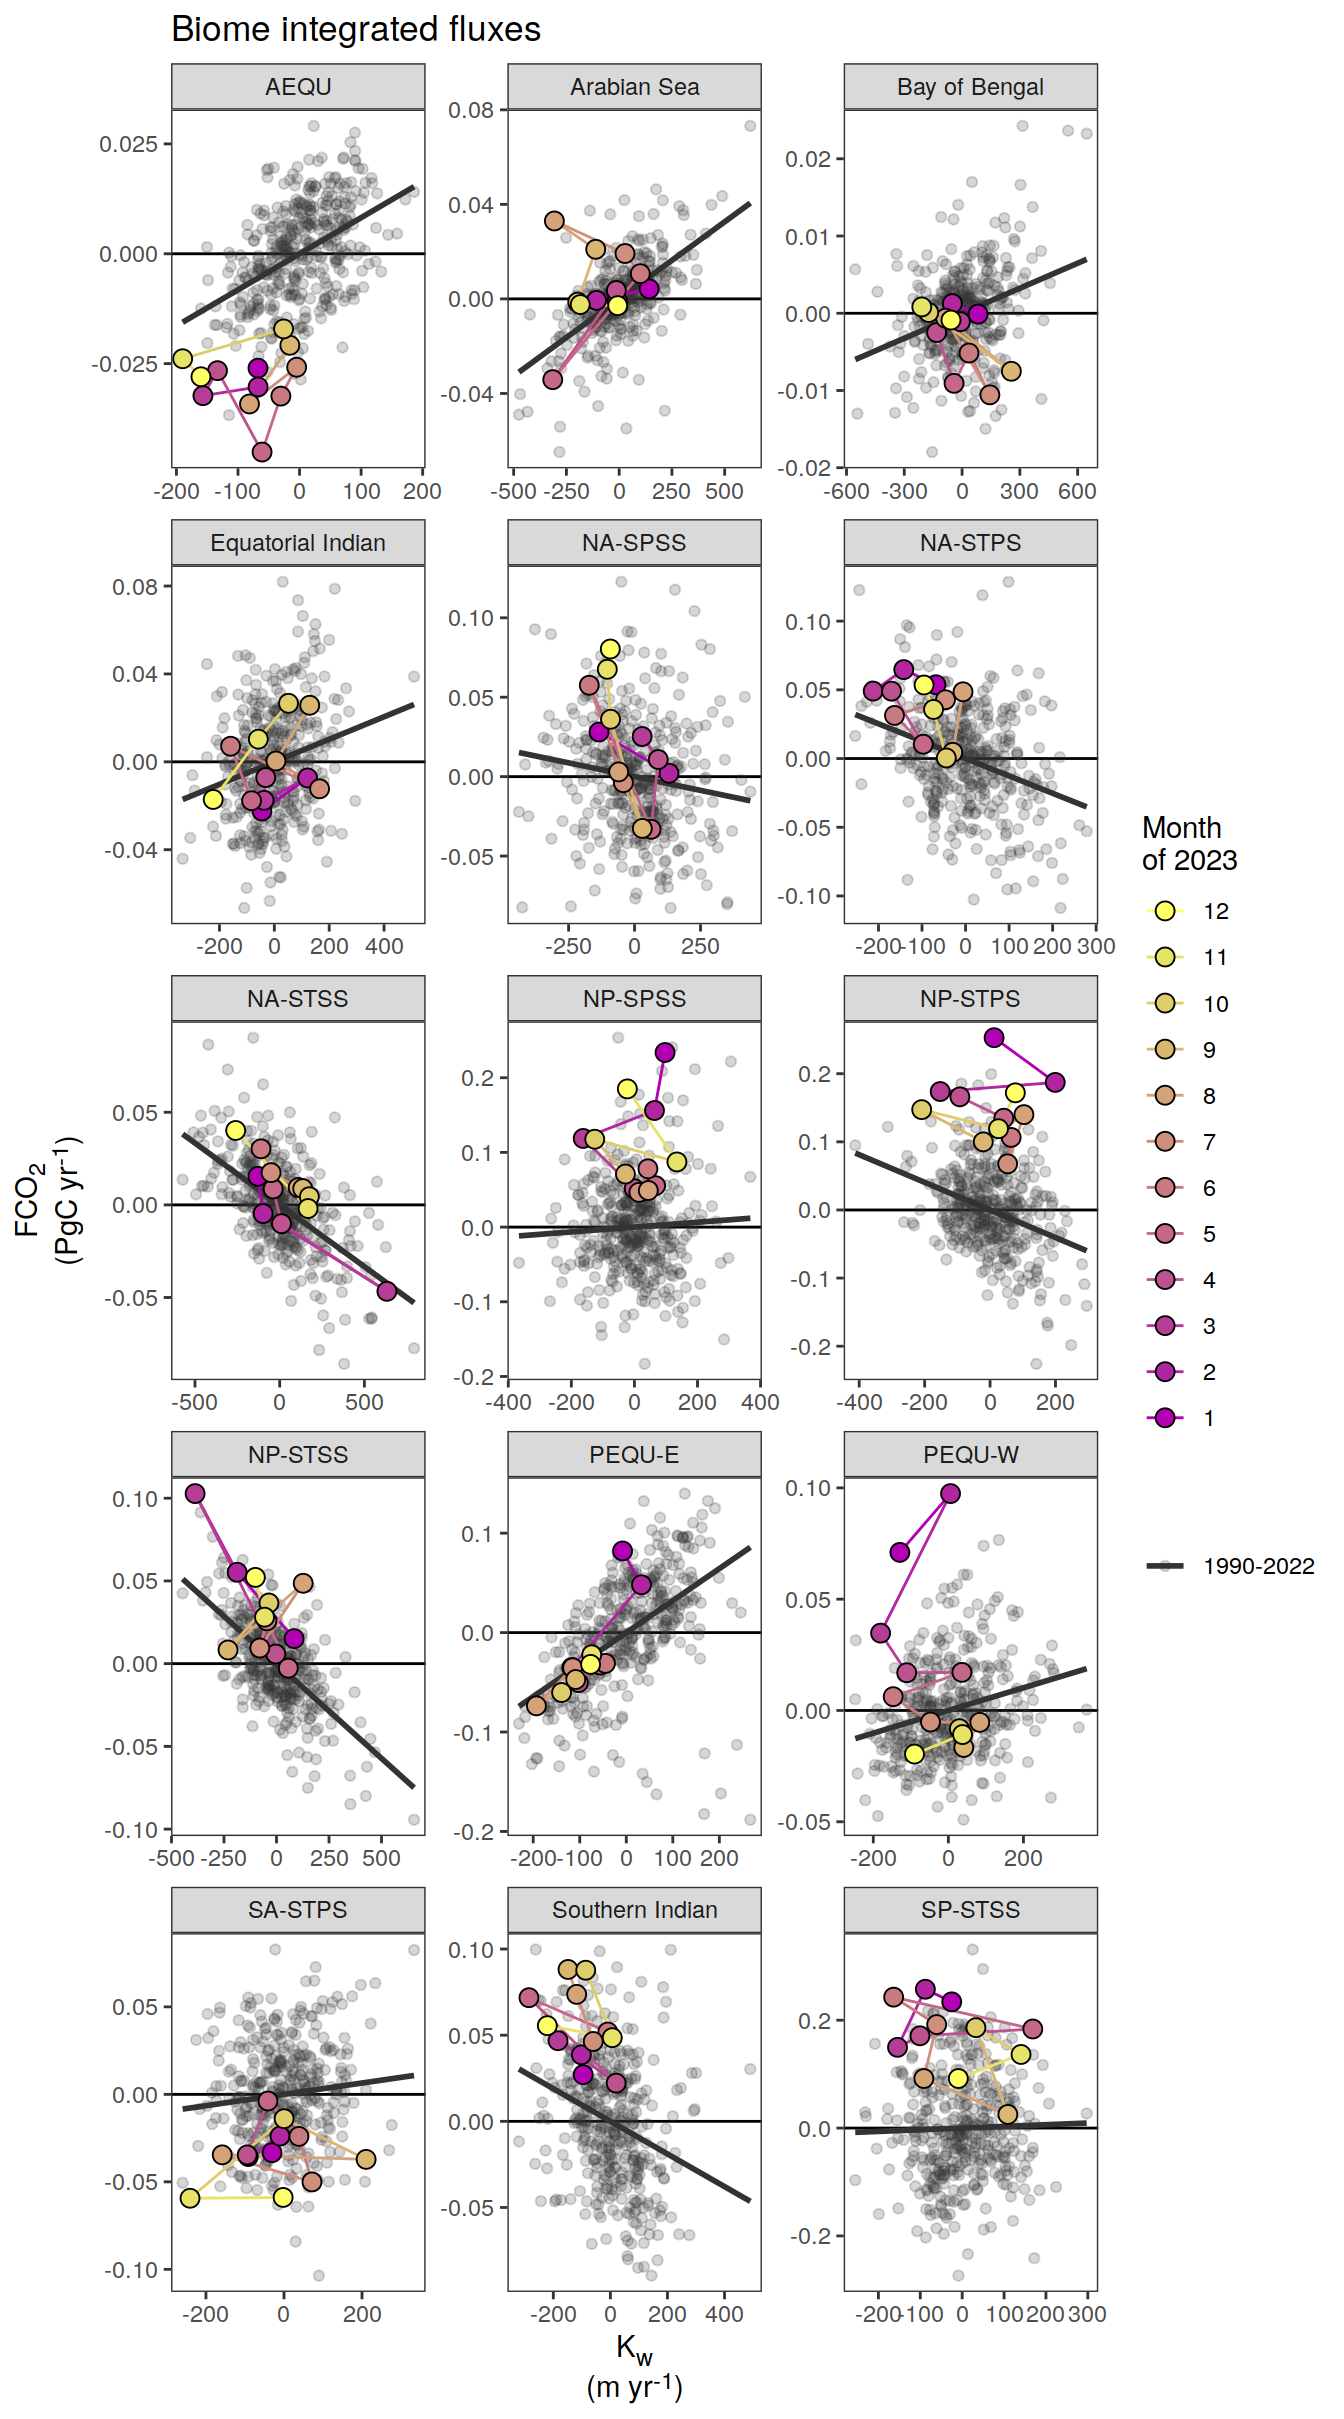 Biome integrated fluxes
AEQU
Arabian Sea
Bay of Bengal
0.025
0.000
-0.025
-200 -100 0 100 200
0.08
0.04
0.00
-0.04
-500 -250 0 250 500
0.02
0.01
0.00
-0.01
-0.02
-600 -300 0 300 600
Equatorial Indian
NA-SPSS
NA-STPS
0.08
0.04
0.00
-0.04
-200 0 200 400
0.10
0.05
0.00
-0.05
-250 0 250
0.10
0.05
0.00
-0.05
-0.10
-200 -100 0 100 200 300
NA-STSS
NP-SPSS
NP-STPS
0.05
0.00
-0.05
-500 0 500
0.2
0.1
0.0
-0.1
-0.2
-400 -200 0 200 400
0.2
0.1
0.0
-0.1
-0.2
-400 -200 0 200
NP-STSS
PEQU-E
PEQU-W
0.10
0.05
0.00
-0.05
-0.10
-500 -250 0 250 500
0.1
0.0
-0.1
-0.2
-200 -100 0 100 200
0.10
0.05
0.00
-0.05
-200 0 200
SA-STPS
Southern Indian
SP-STSS
0.05
0.00
-0.05
-0.10
-200 0 200
0.10
0.05
0.00
-0.05
-200 0 200 400
0.2
0.0
-0.2
-200 -100 0 100 200 300
FCO₂
(PgC yr⁻¹)
K_w
(m yr⁻¹)
Month
of 2023
12
11
10
9
8
7
6
5
4
3
2
1
1990-2022